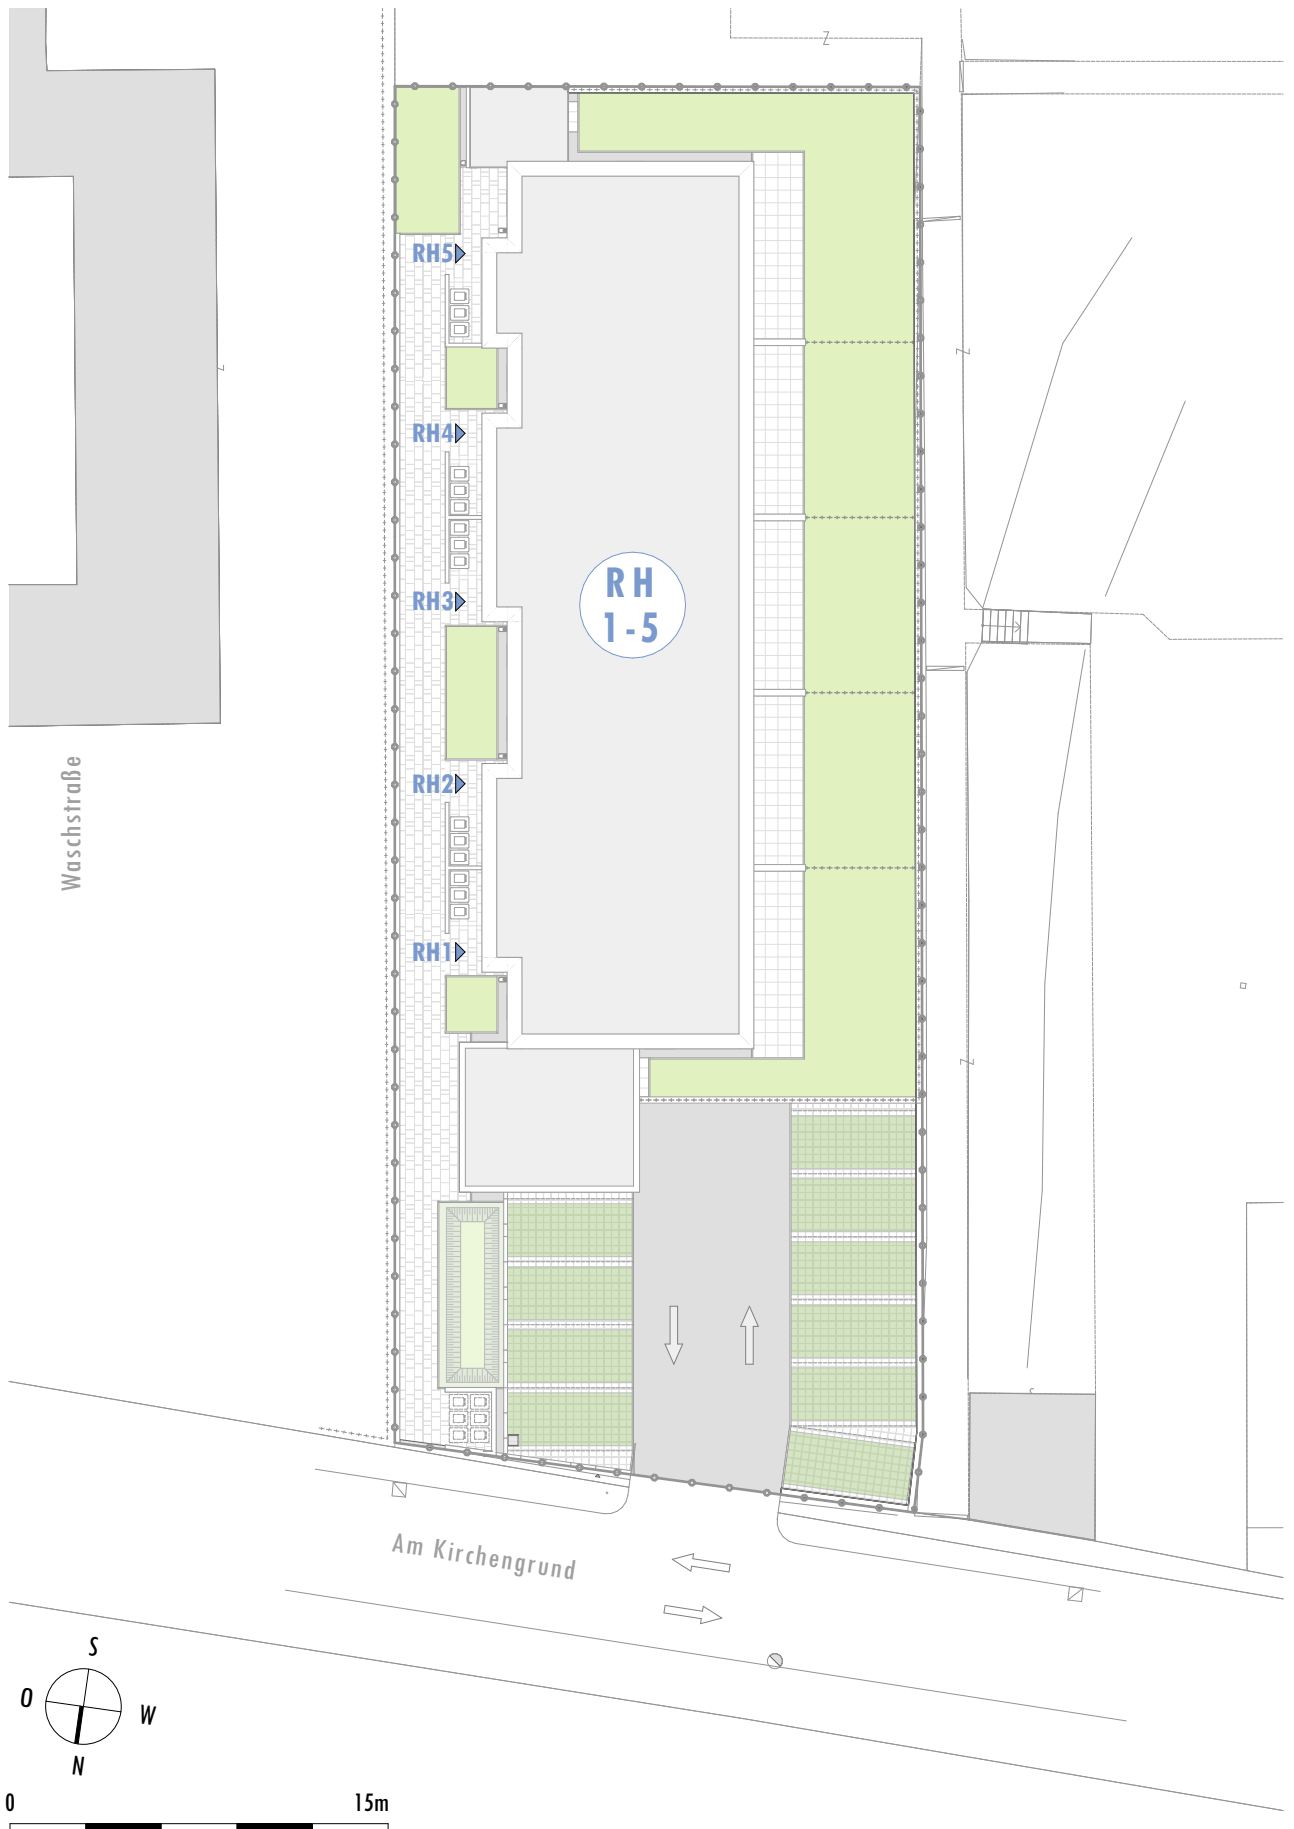 RH5
RH4
RH
1-5
RH3
RH2
Waschstraße
RH1
Am Kirchengrund
S
O
W
N
0 15m